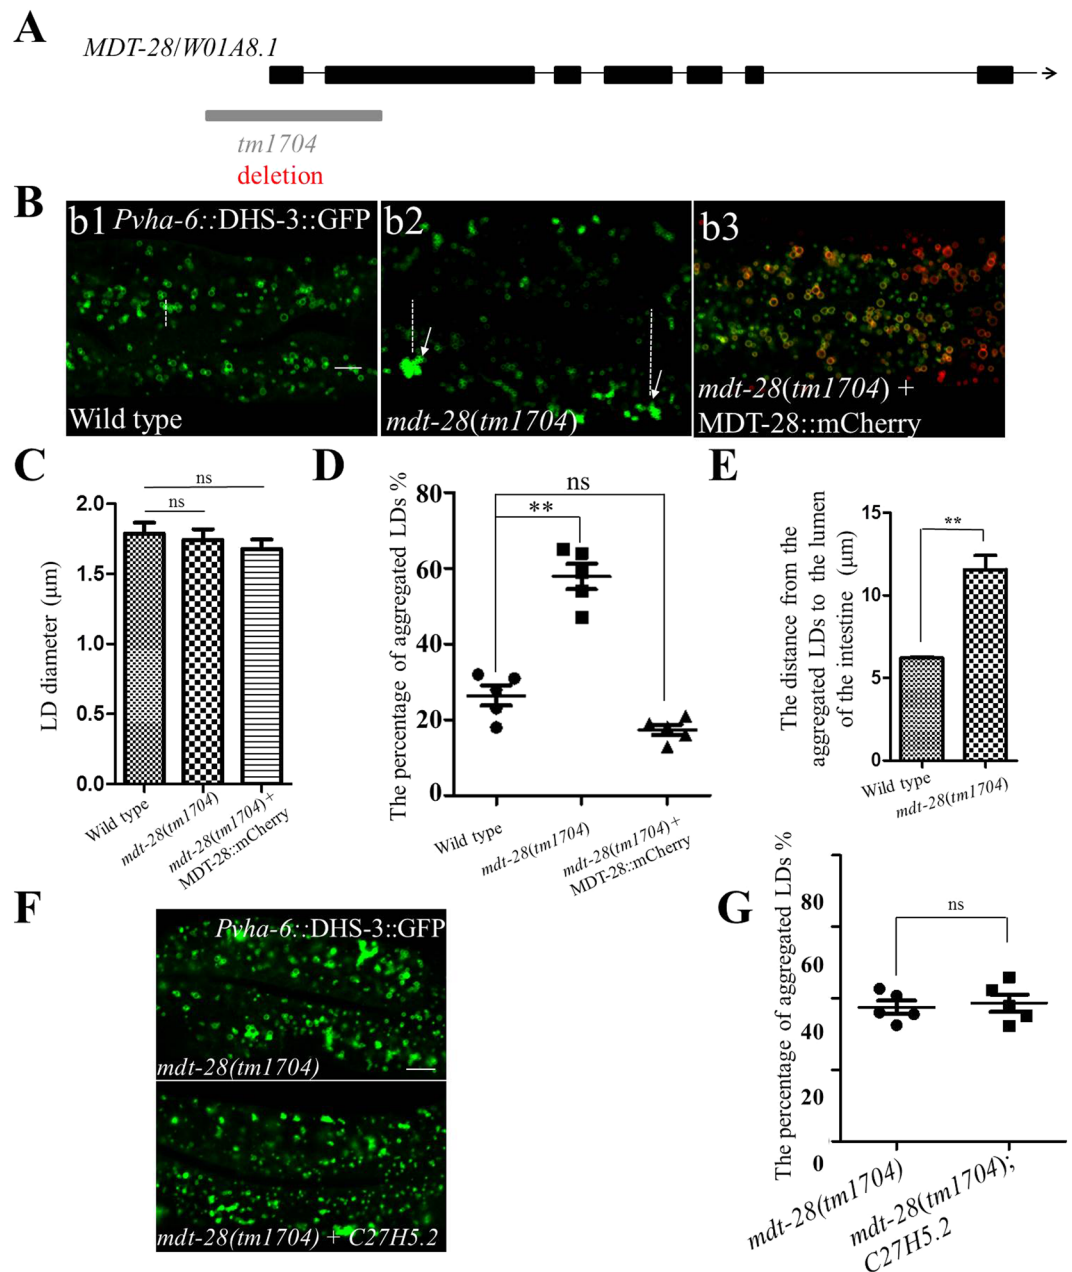 A
MDT-28/W01A8.1
tm1704
deletion
B
b1
Pvha-6::DHS-3::GFP
Wild type
b2
mdt-28(tm1704)
b3
mdt-28(tm1704) +
MDT-28::mCherry
C
LD diameter (μm)
2.0
1.5
1.0
0.5
0.0
ns
ns
Wild type
mdt-28(tm1704)
mdt-28(tm1704)+
MDT-28::mCherry
D
The percentage of aggregated LDs %
80
60
40
20
0
ns
**
Wild type
mdt-28(tm1704)
mdt-28(tm1704)+
MDT-28::mCherry
E
The distance from the
aggregated LDs to the lumen
of the intestine (μm)
15
10
5
0
**
Wild type
mdt-28(tm1704)
F
Pvha-6::DHS-3::GFP
mdt-28(tm1704)
mdt-28(tm1704) + C27H5.2
G
The percentage of aggregated LDs %
80
60
40
20
0
ns
mdt-28(tm1704)
mdt-28(tm1704);
C27H5.2